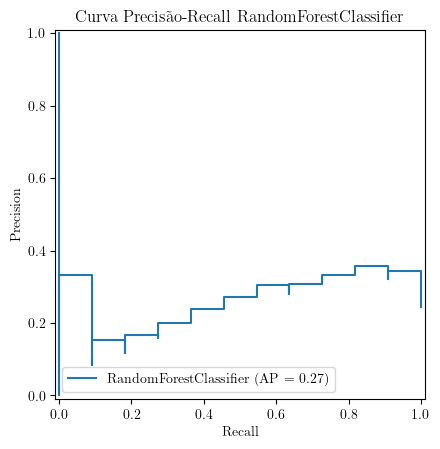 Curva Precisão-Recall RandomForestClassifier
1.0
0.8
0.6
0.4
0.2
0.0
Precision
RandomForestClassifier (AP = 0.27)
0.0 0.2 0.4 0.6 0.8 1.0
Recall